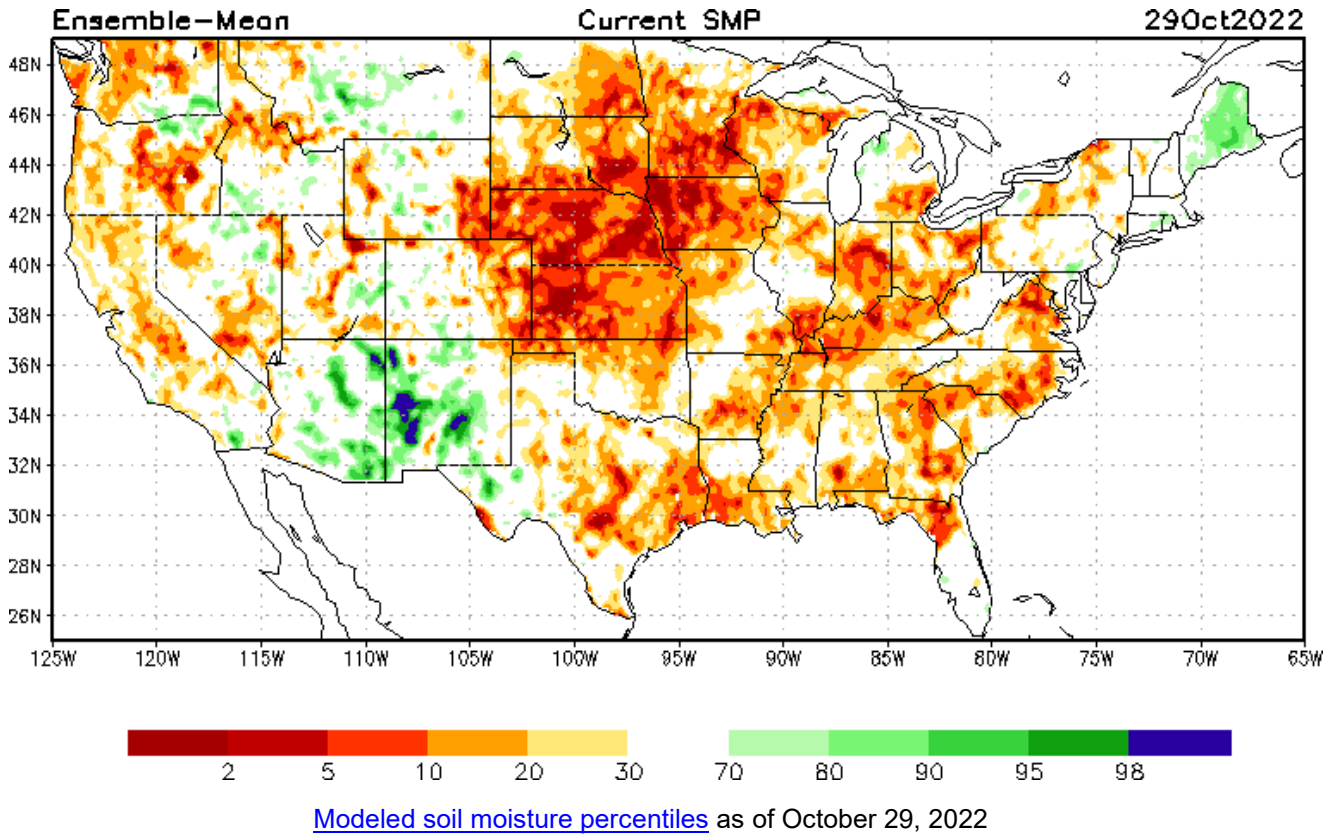 Ensemble-Mean Current SMP 29Oct2022
48N
46N
44N
42N
40N
38N
36N
34N
32N
30N
28N
26N
125W 120W 115W 110W 105W 100W 95W 90W 85W 80W 75W 70W 65W
2 5 10 20 30 70 80 90 95 98
Modeled soil moisture percentiles as of October 29, 2022